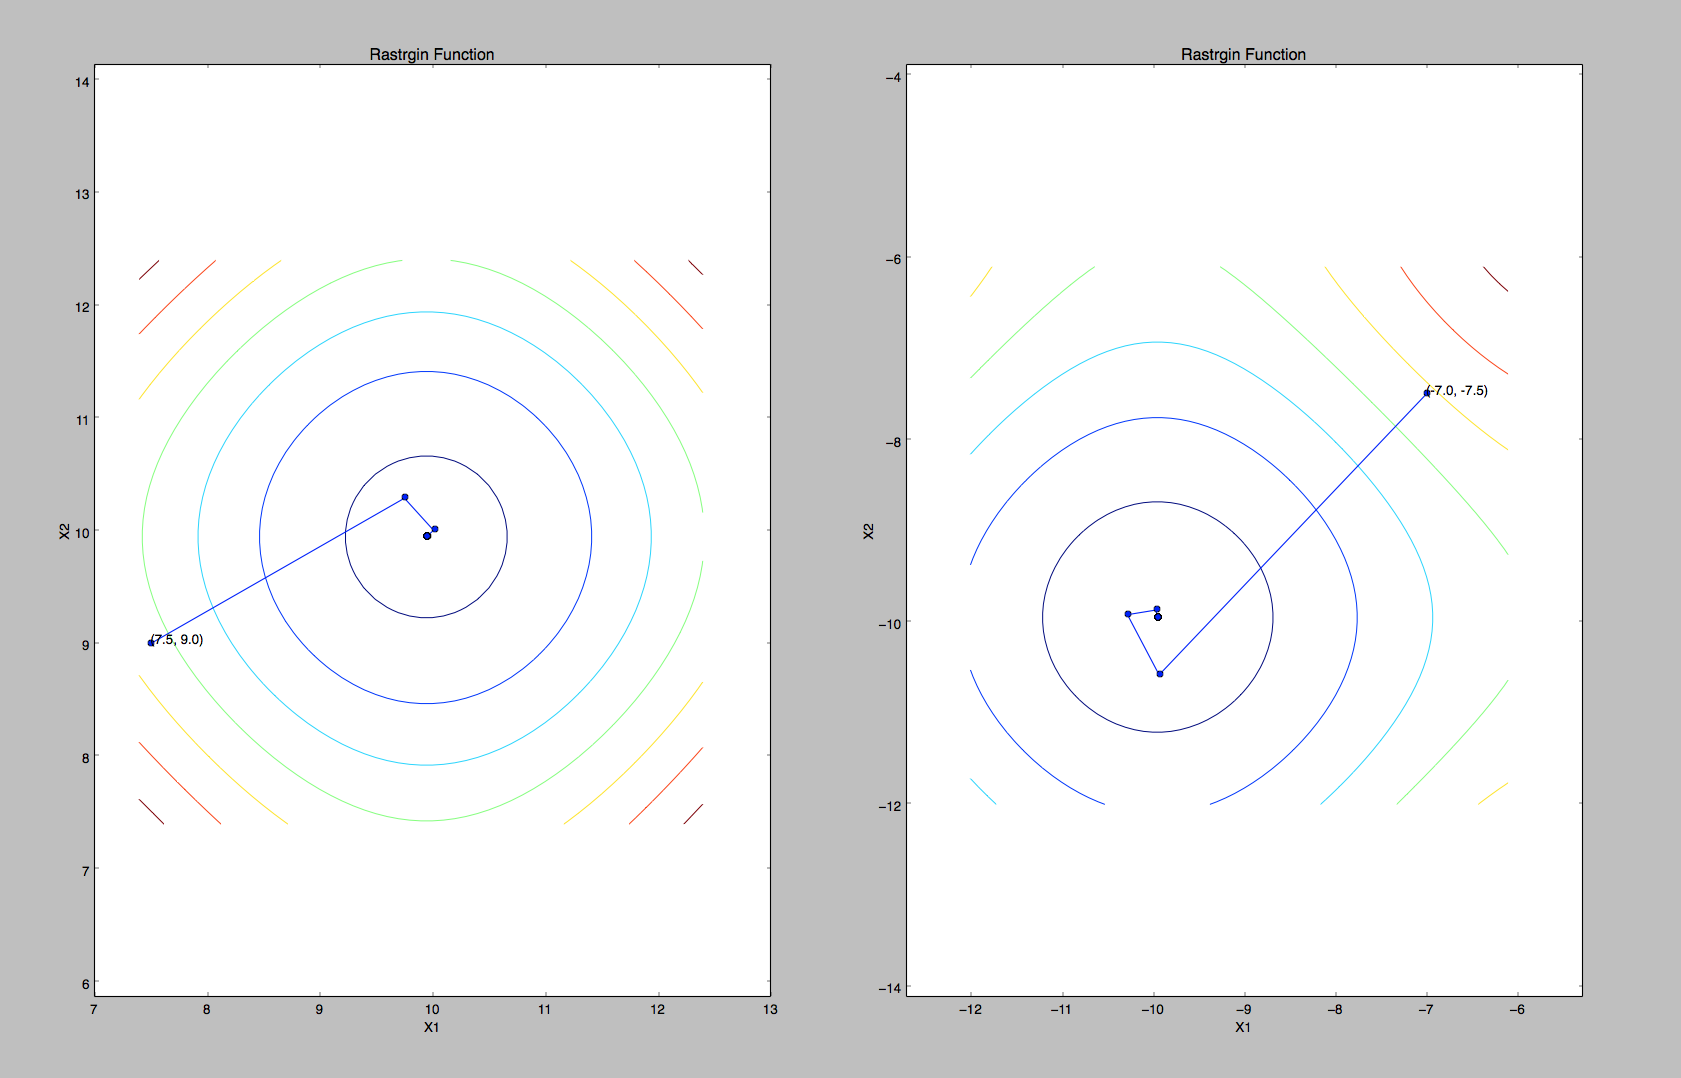 Rastrgin Function
14
13
12
11
10
9
8
7
6
X2
(7.5, 9.0)
7 8 9 10 11 12 13
X1
Rastrgin Function
−4
−6
−8
−10
−12
−14
X2
(-7.0, -7.5)
−12 −11 −10 −9 −8 −7 −6
X1